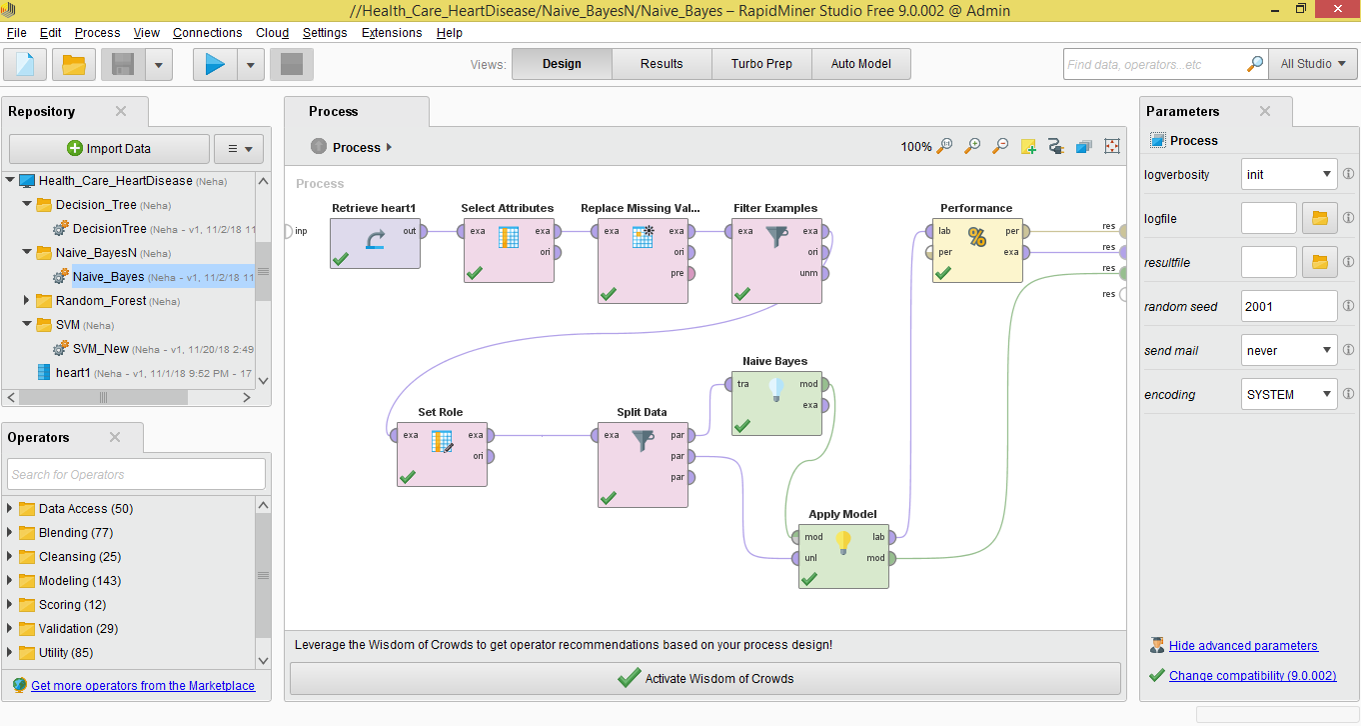 //Health_Care_HeartDisease/Naive_BayesN/Naive_Bayes – RapidMiner Studio Free 9.0.002 @ Admin
File Edit Process View Connections Cloud Settings Extensions Help
Views: Design Results Turbo Prep Auto Model
Find data, operators...etc All Studio
Repository
Import Data
Health_Care_HeartDisease (Neha)
Decision_Tree (Neha)
DecisionTree (Neha - v1, 11/2/18 11
Naive_BayesN (Neha)
Naive_Bayes (Neha - v1, 11/2/18 11
Random_Forest (Neha)
SVM (Neha)
SVM_New (Neha - v1, 11/20/18 2:49
heart1 (Neha - v1, 11/1/18 9:52 PM - 17
Operators
Search for Operators
Data Access (50)
Blending (77)
Cleansing (25)
Modeling (143)
Scoring (12)
Validation (29)
Utility (85)
Get more operators from the Marketplace
Process
Process
100%
Process
inp
Retrieve heart1
out
Select Attributes
exa exa
ori
Replace Missing Val...
exa exa
ori
pre
Filter Examples
exa exa
ori
unm
Performance
lab per
per exa
%
res
res
res
res
Naive Bayes
tra mod
exa
Set Role
exa exa
ori
Split Data
exa par
par
par
Apply Model
mod lab
unl mod
Leverage the Wisdom of Crowds to get operator recommendations based on your process design!
Activate Wisdom of Crowds
Parameters
Process
logverbosity init
logfile
resultfile
random seed 2001
send mail never
encoding SYSTEM
Hide advanced parameters
Change compatibility (9.0.002)